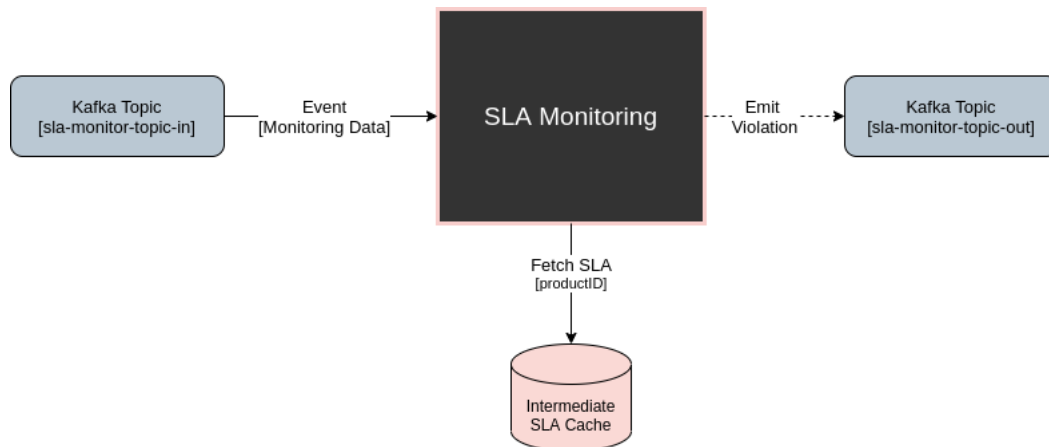 Kafka Topic
[sla-monitor-topic-in]
Event
[Monitoring Data]
SLA Monitoring
Emit
Violation
Kafka Topic
[sla-monitor-topic-out]
Fetch SLA
[productID]
Intermediate
SLA Cache